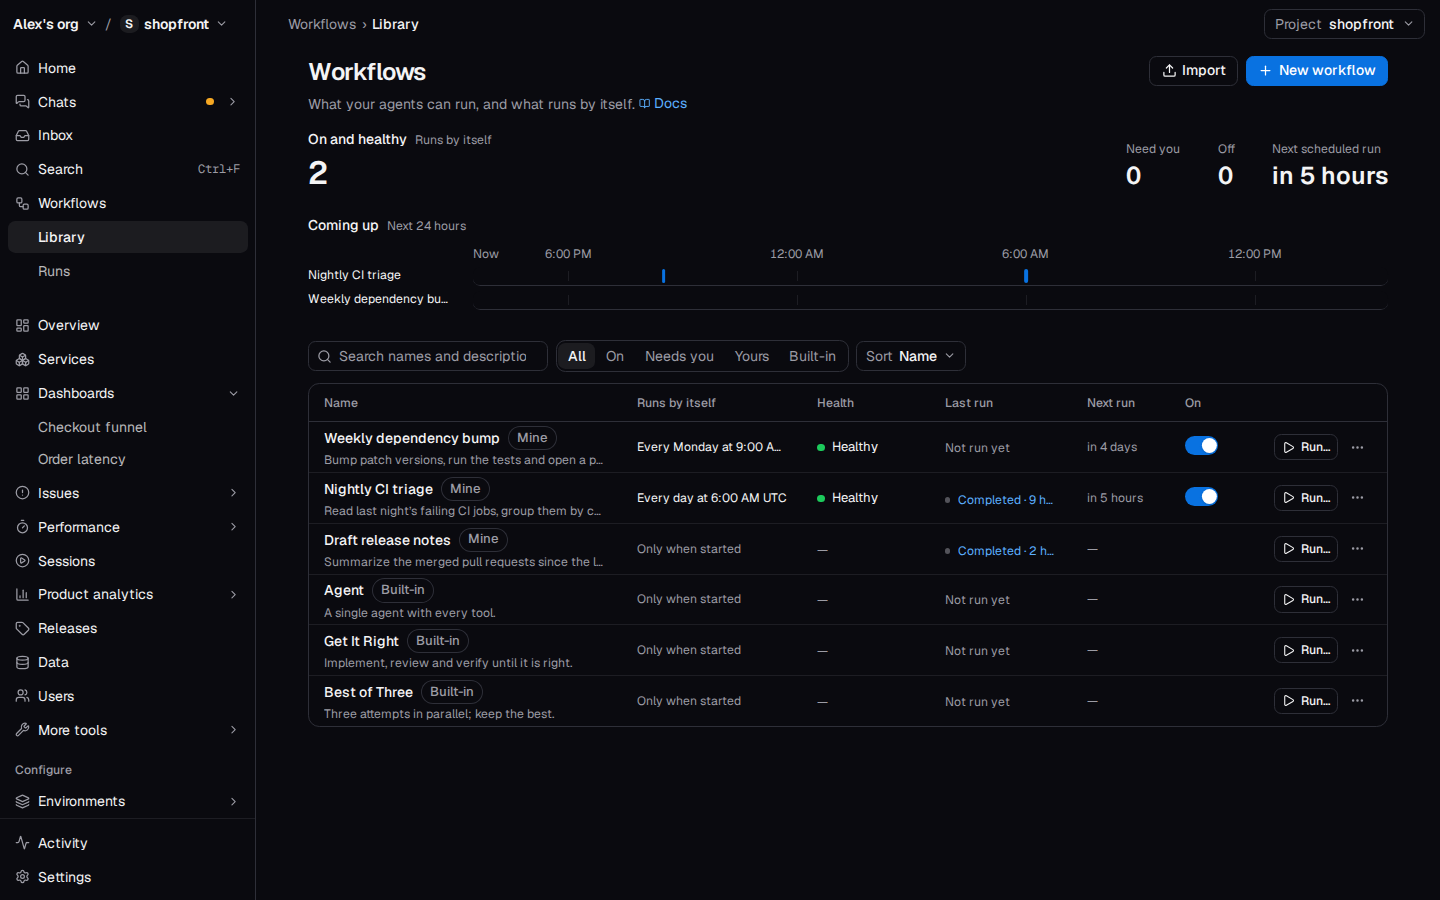 Alex's org / S shopfront
Workflows › Library
Project shopfront
Home
Chats
Inbox
Search Ctrl+F
Workflows
Library
Runs
Overview
Services
Dashboards
Checkout funnel
Order latency
Issues
Performance
Sessions
Product analytics
Releases
Data
Users
More tools
Configure
Environments
Activity
Settings
Workflows
Import
New workflow
What your agents can run, and what runs by itself. Docs
On and healthy Runs by itself
2
Need you
0
Off
0
Next scheduled run
in 5 hours
Coming up Next 24 hours
Now 6:00 PM 12:00 AM 6:00 AM 12:00 PM
Nightly CI triage
Weekly dependency bu…
Search names and descriptio
All On Needs you Yours Built-in
Sort Name
Name Runs by itself Health Last run Next run On
Weekly dependency bump Mine
Bump patch versions, run the tests and open a p…
Every Monday at 9:00 A… Healthy Not run yet in 4 days Run…
Nightly CI triage Mine
Read last night's failing CI jobs, group them by c…
Every day at 6:00 AM UTC Healthy Completed · 9 h… in 5 hours Run…
Draft release notes Mine
Summarize the merged pull requests since the l…
Only when started — Completed · 2 h… — Run…
Agent Built-in
A single agent with every tool.
Only when started — Not run yet — Run…
Get It Right Built-in
Implement, review and verify until it is right.
Only when started — Not run yet — Run…
Best of Three Built-in
Three attempts in parallel; keep the best.
Only when started — Not run yet — Run…